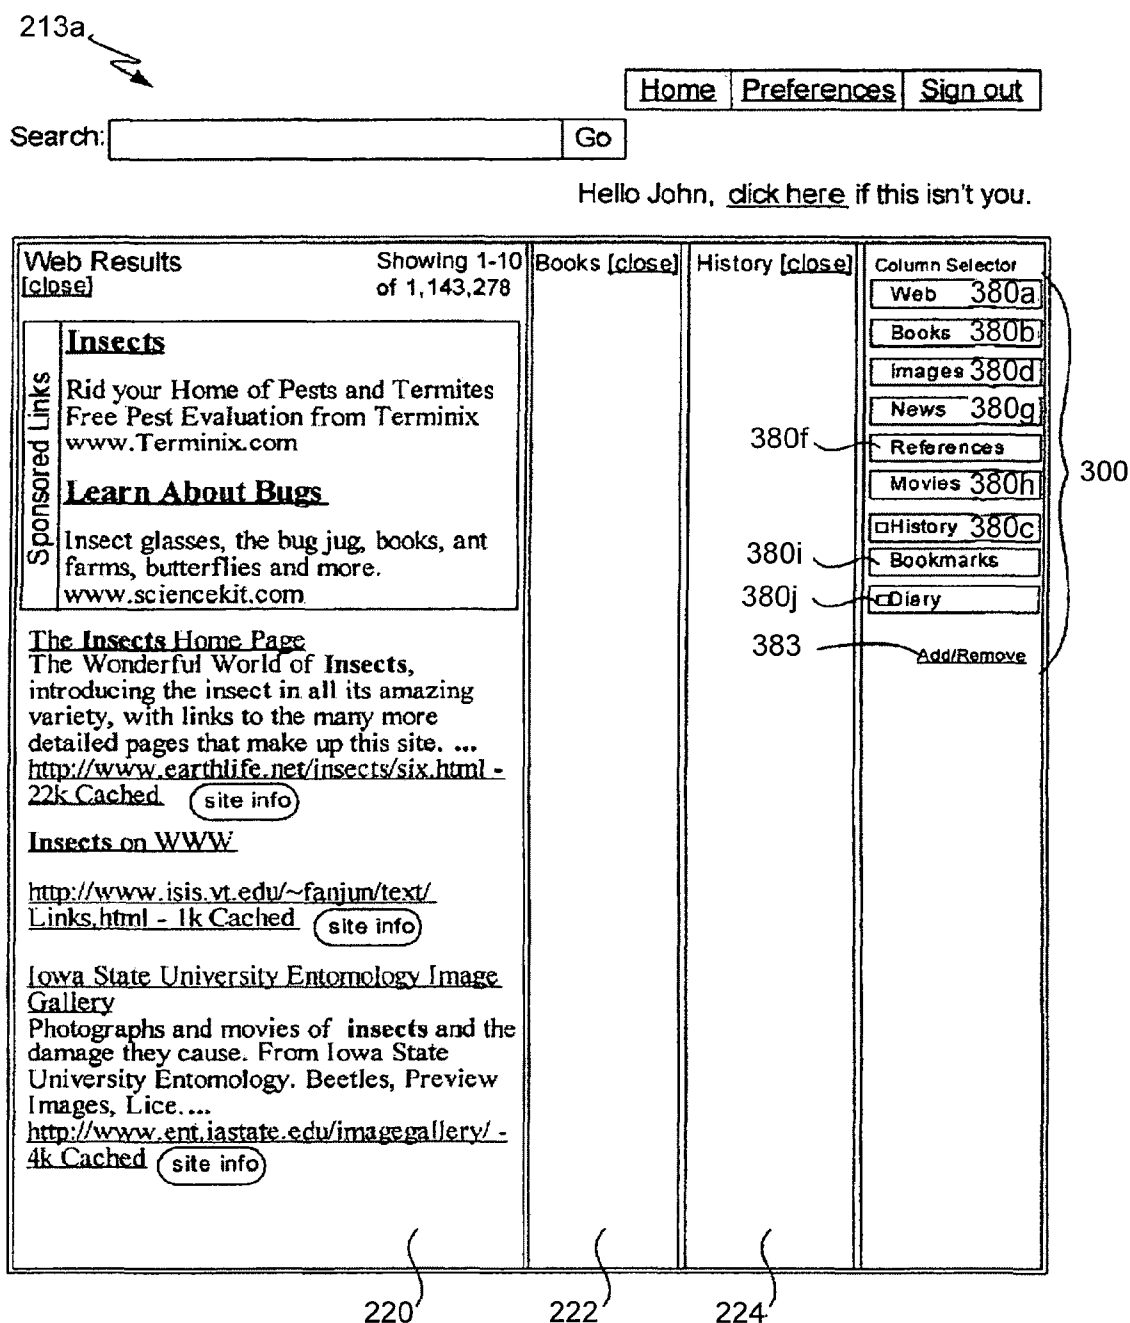 213a
Home Preferences Sign out
Search: Go
Hello John, click here if this isn't you.
Web Results
[close]
Showing 1-10
of 1,143,278
Sponsored Links
Insects
Rid your Home of Pests and Termites
Free Pest Evaluation from Terminix
www.Terminix.com
Learn About Bugs
Insect glasses, the bug jug, books, ant
farms, butterflies and more.
www.sciencekit.com
The Insects Home Page
The Wonderful World of Insects,
introducing the insect in all its amazing
variety, with links to the many more
detailed pages that make up this site. ...
http://www.earthlife.net/insects/six.html -
22k Cached site info
Insects on WWW
http://www.isis.vt.edu/~fanjun/text/
Links.html - 1k Cached site info
Iowa State University Entomology Image
Gallery
Photographs and movies of insects and the
damage they cause. From Iowa State
University Entomology. Beetles, Preview
Images, Lice....
http://www.ent.iastate.edu/imagegallery/ -
4k Cached site info
Books [close]
History [close]
Column Selector
Web 380a
Books 380b
Images 380d
News 380g
380f References
Movies 380h
History 380c
380i Bookmarks
380j Diary
383 Add/Remove
300
220 222 224